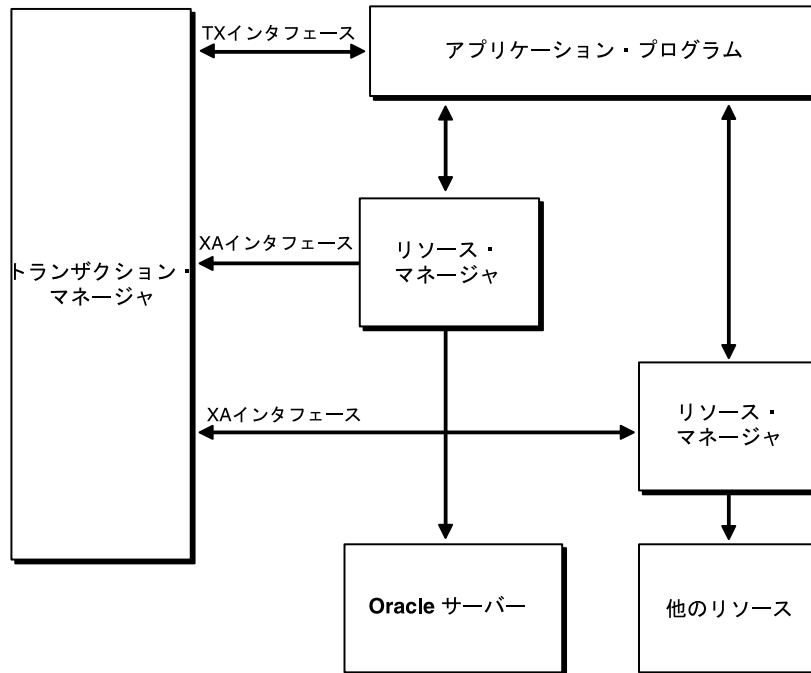 TXインタフェース
アプリケーション・プログラム
XAインタフェース
リソース・
マネージャ
トランザクション・
マネージャ
XAインタフェース
リソース・
マネージャ
Oracle サーバー
他のリソース